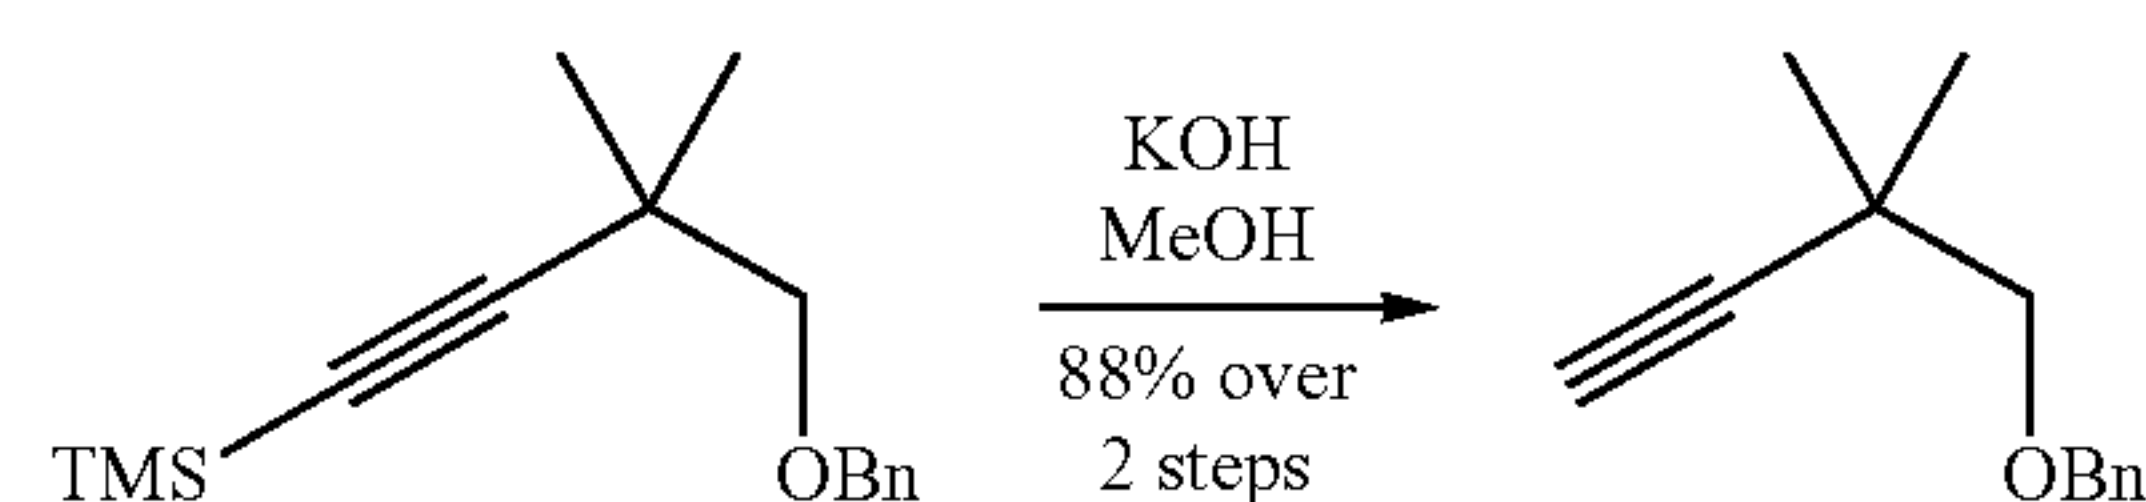 KOH
MeOH
88% over
2 steps
TMS
OBn
OBn